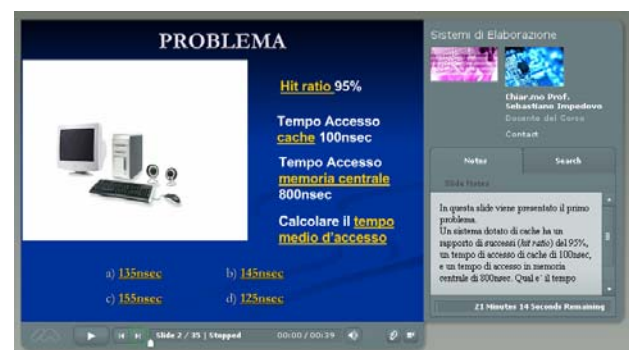 PROBLEMA
Hit ratio 95%
Tempo Accesso
cache 100nsec
Tempo Accesso
memoria centrale
800nsec
Calcolare il tempo
medio d'accesso
a) 135nsec
b) 145nsec
c) 155nsec
d) 125nsec
Slide 2 / 35 | Stopped
00:00 / 00:39
Sistemi di Elaborazione
Chiar.mo Prof.
Sebastiano Impedovo
Docente del Corso
Contact
Notes
Search
Slide Notes
In questa slide viene presentato il primo
problema.
Un sistema dotato di cache ha un
rapporto di successi (hit ratio) del 95%,
un tempo di accesso di cache di 100nsec,
e un tempo di accesso in memoria
centrale di 800nsec. Qual e' il tempo
21 Minutes 14 Seconds Remaining